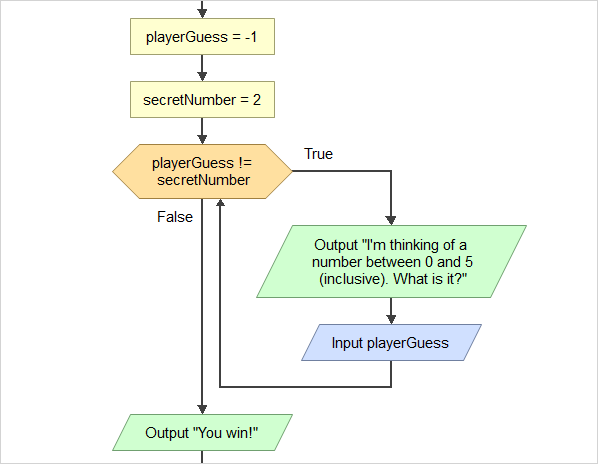 playerGuess = -1
secretNumber = 2
playerGuess !=
secretNumber
True
False
Output "I'm thinking of a
number between 0 and 5
(inclusive). What is it?"
Input playerGuess
Output "You win!"